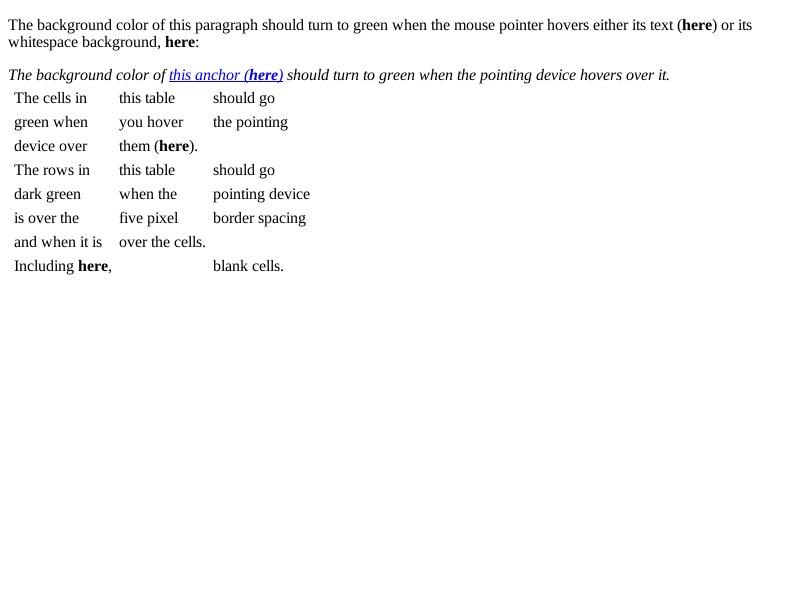 The background color of this paragraph should turn to green when the mouse pointer hovers either its text (here) or its
whitespace background, here:
The background color of this anchor (here) should turn to green when the pointing device hovers over it.
The cells in this table should go
green when you hover the pointing
device over them (here).
The rows in this table should go
dark green when the pointing device
is over the five pixel border spacing
and when it is over the cells.
Including here, blank cells.